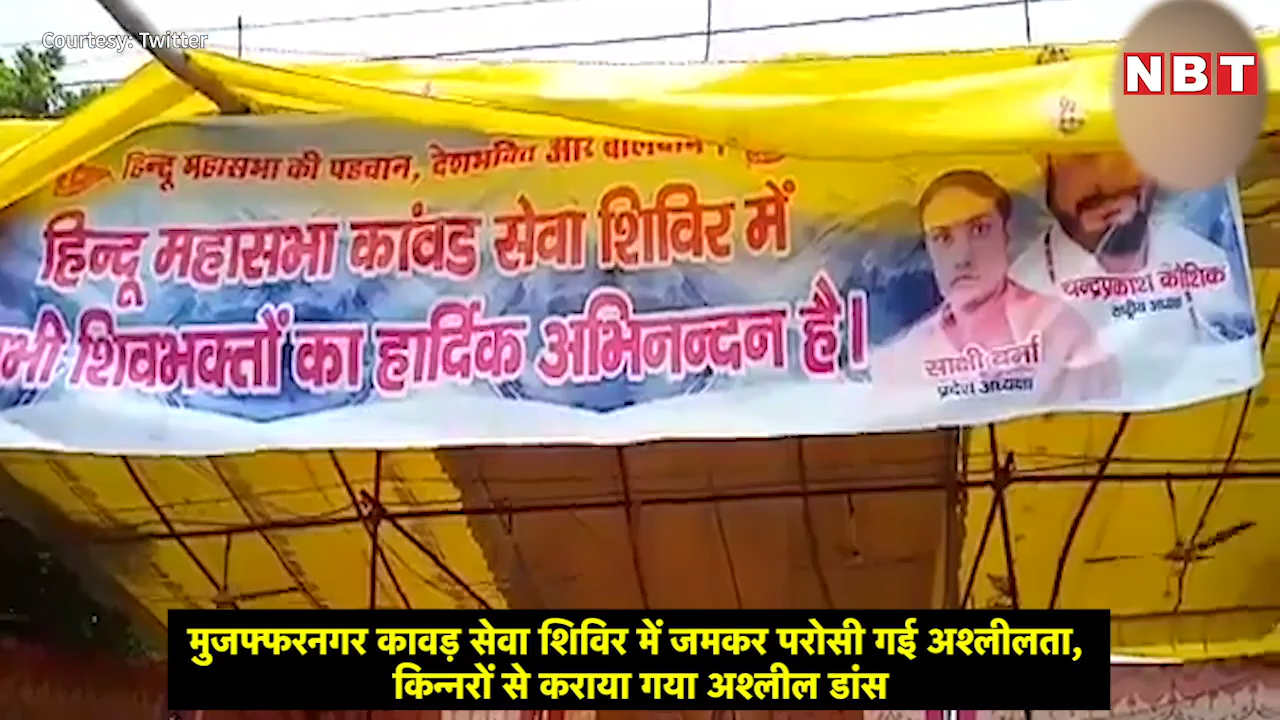 Courtesy: Twitter
NBT
हिन्दू महासभा की पहचान, देशभक्ति और बलिदान
हिन्दू महासभा कांवड सेवा शिविर में
भी शिवभक्तों का हार्दिक अभिनन्दन है।
चन्द्रप्रकाश कौशिक
राष्ट्रीय अध्यक्ष
वर्मा
प्रदेश अध्यक्ष
मुजफ्फरनगर कावड़ सेवा शिविर में जमकर परोसी गई अश्लीलता,
किन्नरों से कराया गया अश्लील डांस